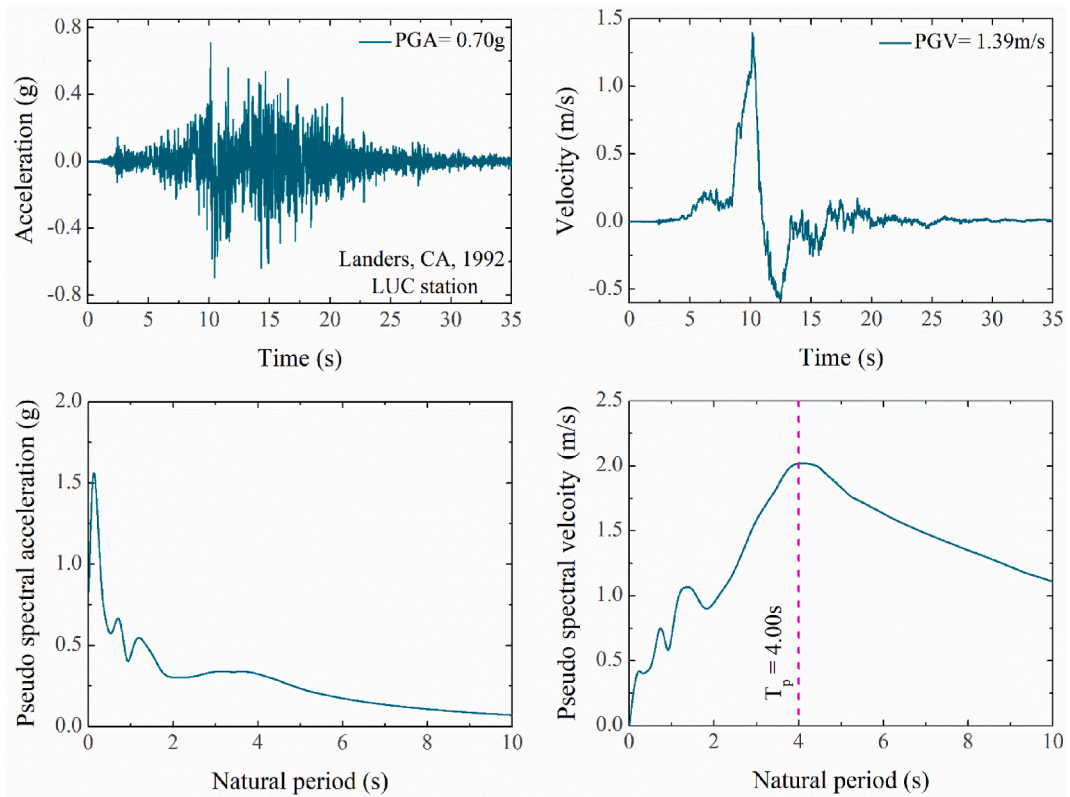 0.8
0.4
0.0
-0.4
-0.8
Acceleration (g)
PGA= 0.70g
Landers, CA, 1992
LUC station
0 5 10 15 20 25 30 35
Time (s)
1.5
1.0
0.5
0.0
-0.5
Velocity (m/s)
PGV= 1.39m/s
0 5 10 15 20 25 30 35
Time (s)
2.0
1.5
1.0
0.5
0.0
Pseudo spectral acceleration (g)
0 2 4 6 8 10
Natural period (s)
2.5
2.0
1.5
1.0
0.5
0.0
Pseudo spectral velcoity (m/s)
Tp = 4.00s
0 2 4 6 8 10
Natural period (s)